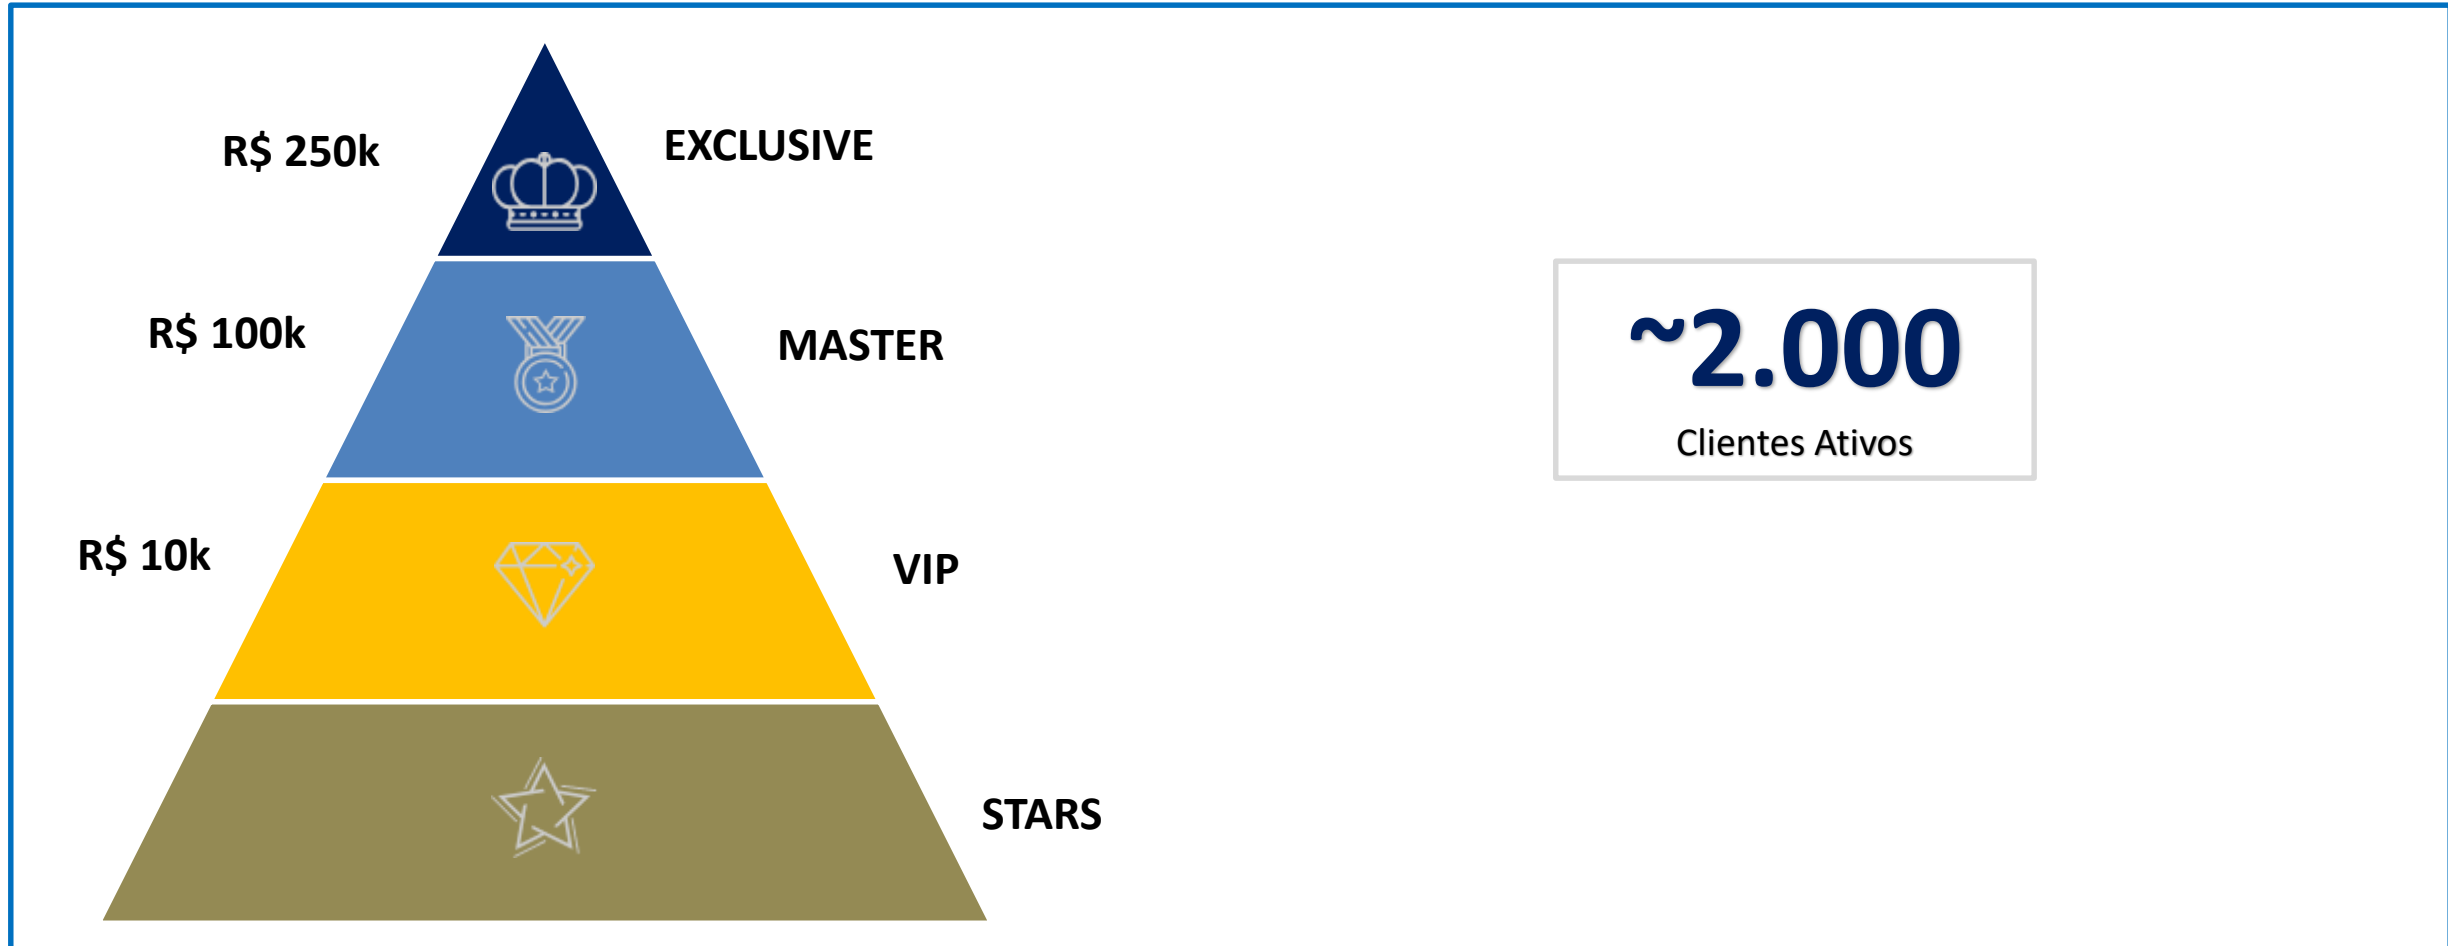 R$ 250k
EXCLUSIVE
R$ 100k
MASTER
R$ 10k
VIP
STARS
~2.000
Clientes Ativos